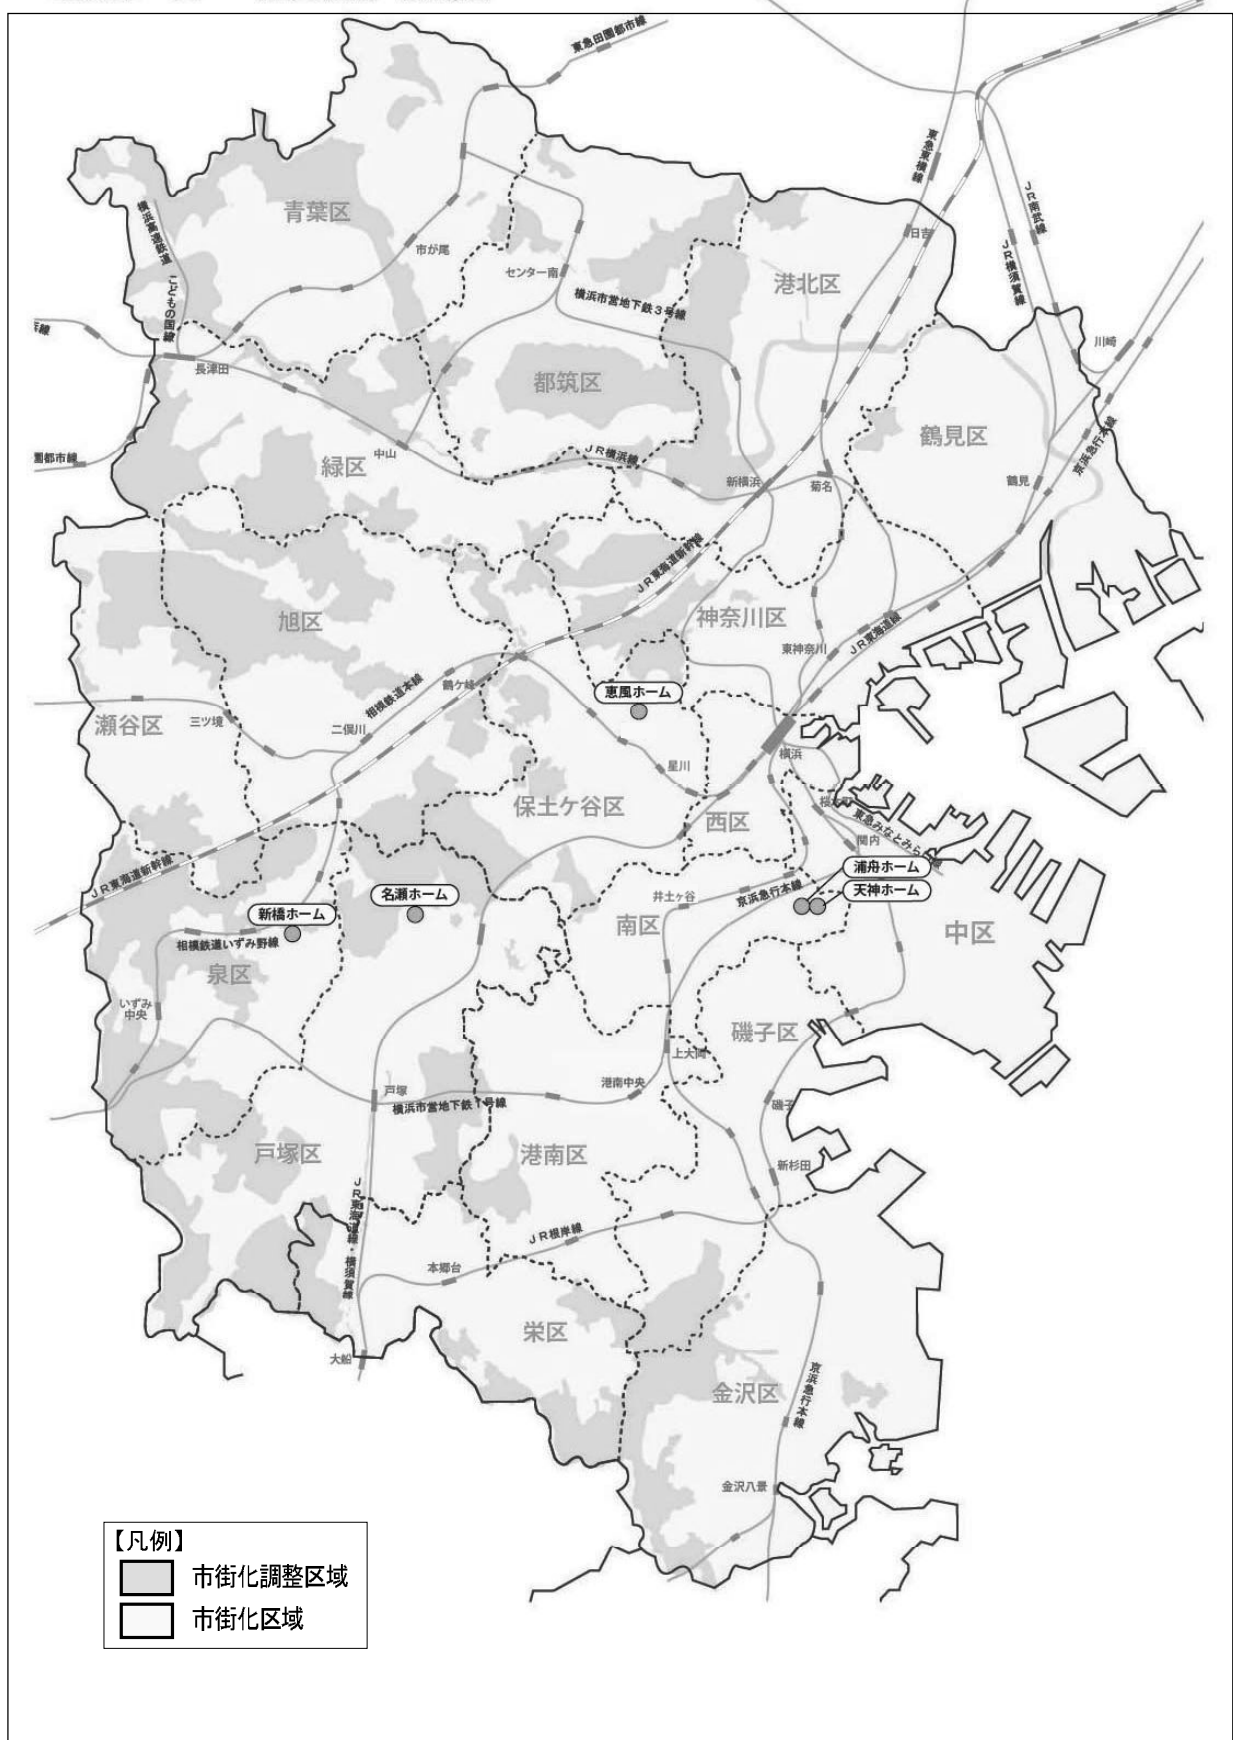 東急田園都市線
東急東横線
JR南武線
JR横須賀線
青葉区
横浜高速鉄道
こどもの国線
市が尾
センター南
日吉
港北区
横浜市営地下鉄3号線
川崎
長津田
都筑区
鶴見区
京浜急行本線
園都市線
中山
緑区
JR横浜線
新横浜
菊名
鶴見
JR東海道新幹線
旭区
神奈川区
東神奈川
JR東海道線
鶴ケ峰
恵風ホーム
相模鉄道本線
瀬谷区
三ツ境
二俣川
横浜
星川
保土ケ谷区
西区
関内
JR東海道新幹線
浦舟ホーム
名瀬ホーム
天神ホーム
井土ヶ谷
京浜急行本線
新橋ホーム
南区
中区
相模鉄道いずみ野線
泉区
いずみ
中央
磯子区
上大岡
戸塚
港南中央
横浜市営地下鉄1号線
磯子
戸塚区
港南区
新杉田
JR東海道線・横須賀線
JR根岸線
本郷台
栄区
大船
金沢区
京浜急行本線
金沢八景
【凡例】
市街化調整区域
市街化区域